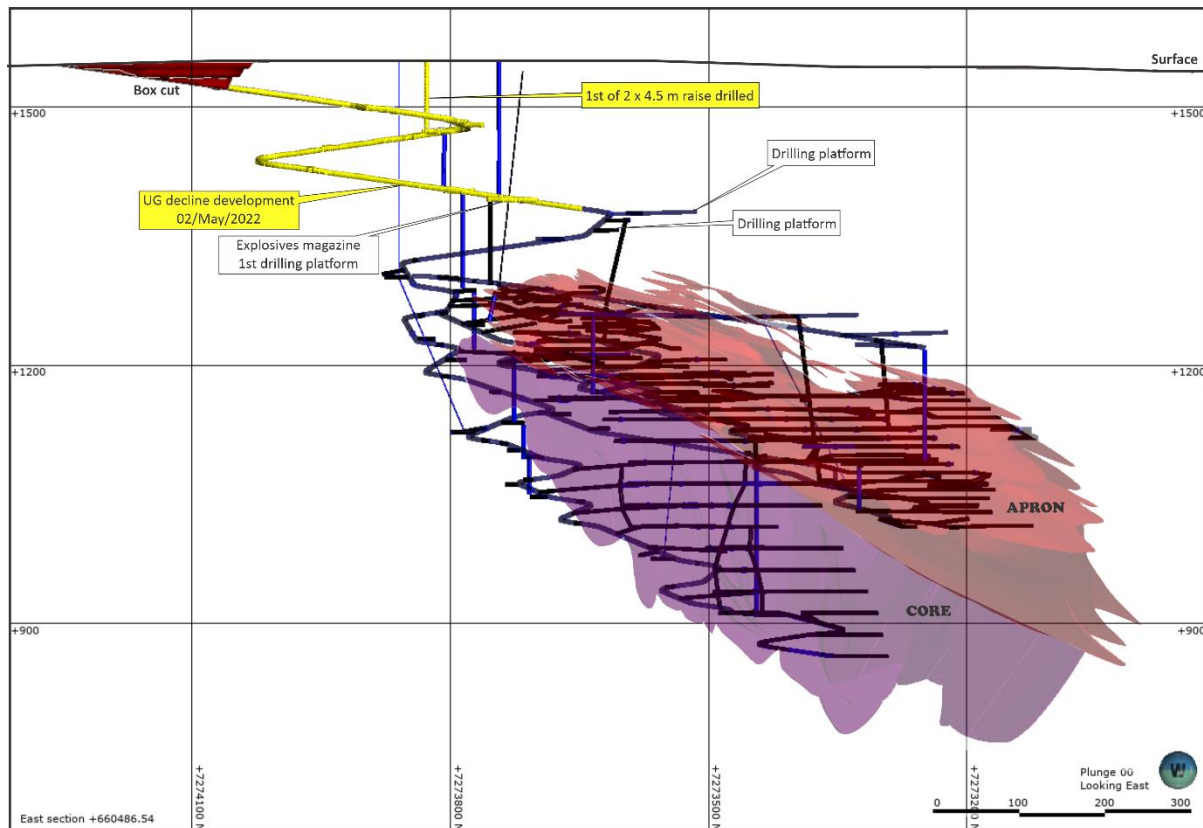 Surface
Box cut
+1500
1st of 2 x 4.5 m raise drilled
+1500
Drilling platform
UG decline development
02/May/2022
Drilling platform
Explosives magazine
1st drilling platform
+1200
+1200
APRON
CORE
+900
+900
+7274100 N
+7273800 N
+7273500 N
+7273200 N
Plunge 00
Looking East
W
0 100 200 300
East section +660486.54